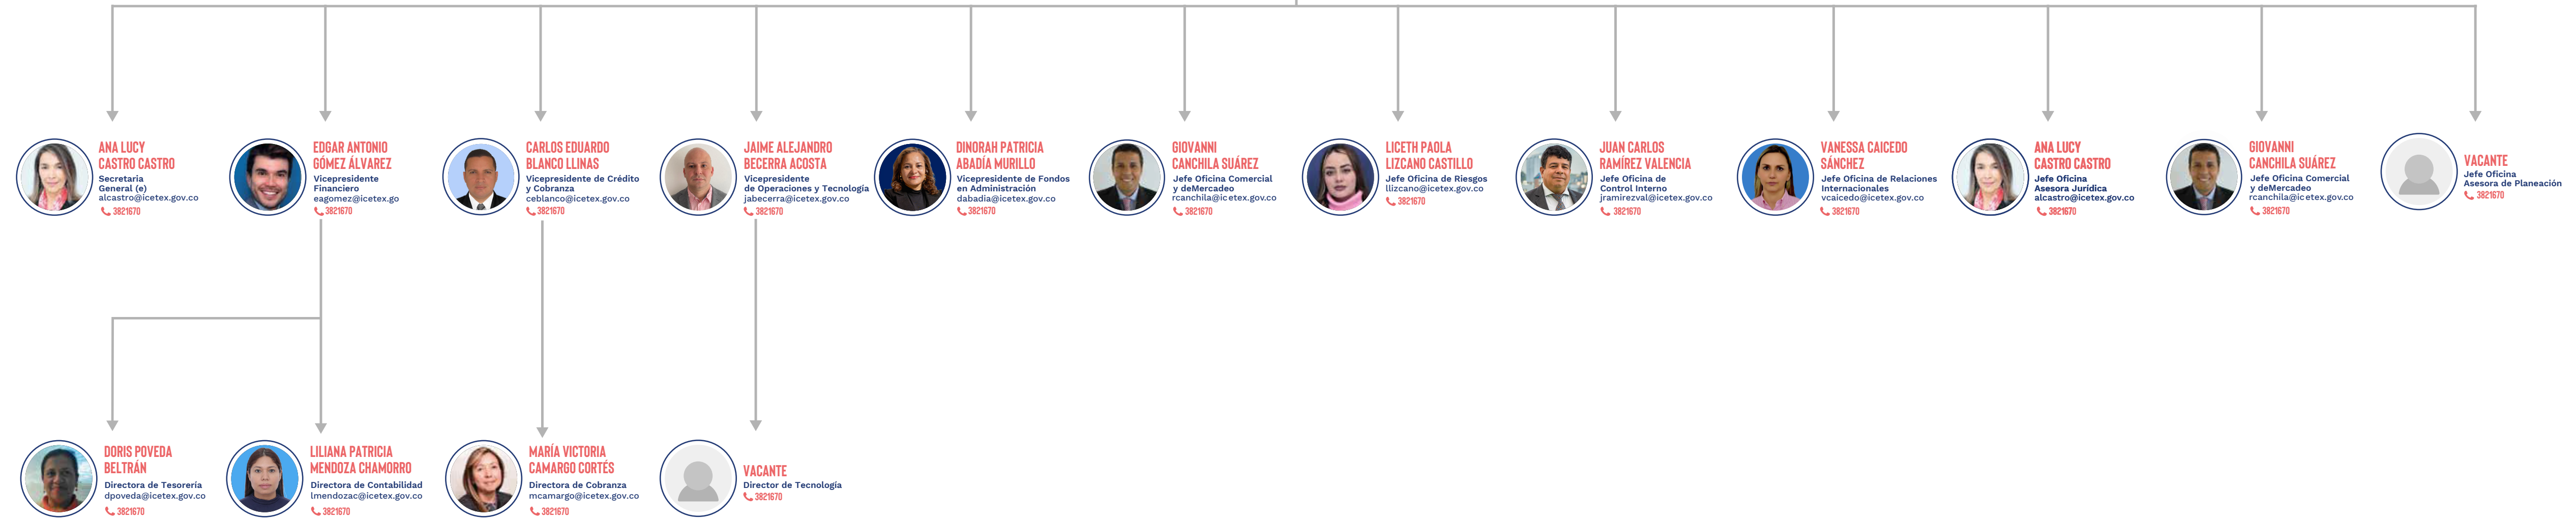 ANA LUCY
CASTRO CASTRO
Secretaria
General (e)
alcastro@icetex.gov.co
3821670
EDGAR ANTONIO
GÓMEZ ÁLVAREZ
Vicepresidente
Financiero
eagomez@icetex.go
3821670
CARLOS EDUARDO
BLANCO LLINAS
Vicepresidente de Crédito
y Cobranza
ceblanco@icetex.gov.co
3821670
JAIME ALEJANDRO
BECERRA ACOSTA
Vicepresidente
de Operaciones y Tecnología
jabecerra@icetex.gov.co
3821670
DINORAH PATRICIA
ABADÍA MURILLO
Vicepresidente de Fondos
en Administración
dabadia@icetex.gov.co
3821670
GIOVANNI
CANCHILA SUÁREZ
Jefe Oficina Comercial
y deMercadeo
rcanchila@icetex.gov.co
3821670
LICETH PAOLA
LIZCANO CASTILLO
Jefe Oficina de Riesgos
llizcano@icetex.gov.co
3821670
JUAN CARLOS
RAMÍREZ VALENCIA
Jefe Oficina de
Control Interno
jramirezval@icetex.gov.co
3821670
VANESSA CAICEDO
SÁNCHEZ
Jefe Oficina de Relaciones
Internacionales
vcaicedo@icetex.gov.co
3821670
ANA LUCY
CASTRO CASTRO
Jefe Oficina
Asesora Jurídica
alcastro@icetex.gov.co
3821670
GIOVANNI
CANCHILA SUÁREZ
Jefe Oficina Comercial
y deMercadeo
rcanchila@icetex.gov.co
3821670
VACANTE
Jefe Oficina
Asesora de Planeación
3821670
DORIS POVEDA
BELTRÁN
Directora de Tesorería
dpoveda@icetex.gov.co
3821670
LILIANA PATRICIA
MENDOZA CHAMORRO
Directora de Contabilidad
lmendozac@icetex.gov.co
3821670
MARÍA VICTORIA
CAMARGO CORTÉS
Directora de Cobranza
mcamargo@icetex.gov.co
3821670
VACANTE
Director de Tecnología
3821670